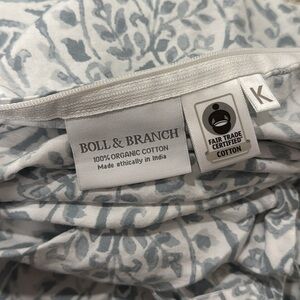 BOLL & BRANCH
100% ORGANIC COTTON
Made ethically in India
FAIR TRADE
CERTIFIED
COTTON
K